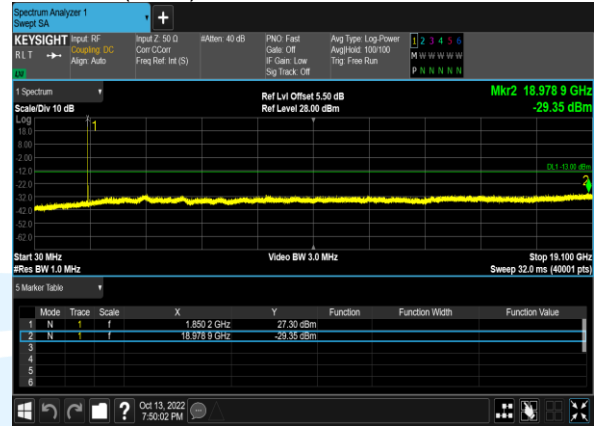 Spectrum Analyzer 1
Swept SA
+
KEYSIGHT Input: RF Input Z: 50 Ω #Atten: 40 dB PNO: Fast Avg Type: Log-Power 1 2 3 4 5 6
RLT Coupling: DC Corr CCorr Gate: Off Avg|Hold: 100/100 M W W W W W
Align: Auto Freq Ref: Int (S) IF Gain: Low Trig: Free Run
Sig Track: Off P N N N N N
1 Spectrum Ref Lvl Offset 5.50 dB Mkr2 18.978 9 GHz
Scale/Div 10 dB Ref Level 28.00 dBm -29.35 dBm
Log
18.0 1
8.00
-2.00
-12.0 DL1 -13.00 dBm
-22.0 2
-32.0
-42.0
-52.0
-62.0
Start 30 MHz Video BW 3.0 MHz Stop 19.100 GHz
#Res BW 1.0 MHz Sweep 32.0 ms (40001 pts)
5 Marker Table
Mode Trace Scale X Y Function Function Width Function Value
1 N 1 f 1.850 2 GHz 27.30 dBm
2 N 1 f 18.978 9 GHz -29.35 dBm
3
4
5
6
? Oct 13, 2022
7:50:02 PM